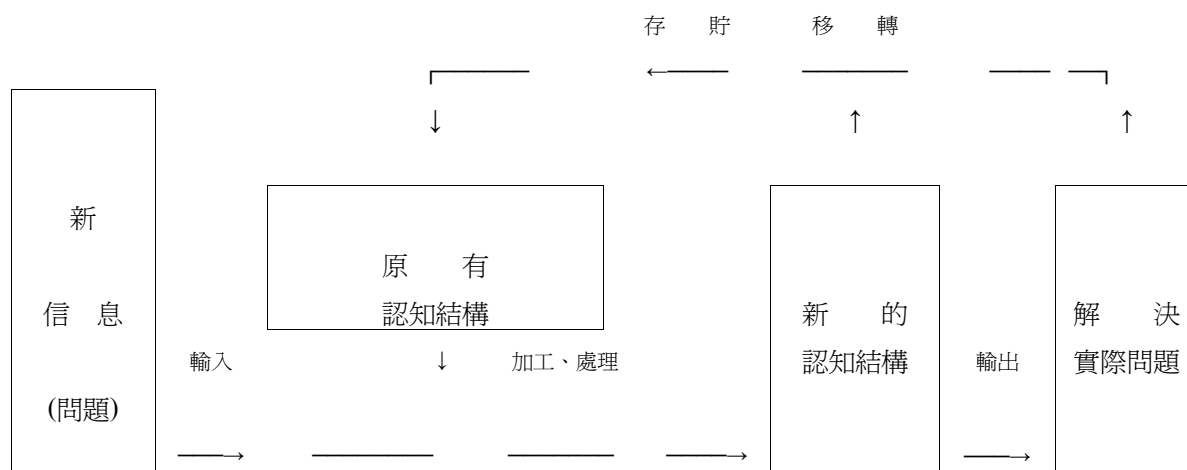 存 貯 移 轉
新
信 息
(問題)
原 有
認知結構
輸入
↓ 加工、處理
新 的
認知結構
輸出
解 決
實際問題